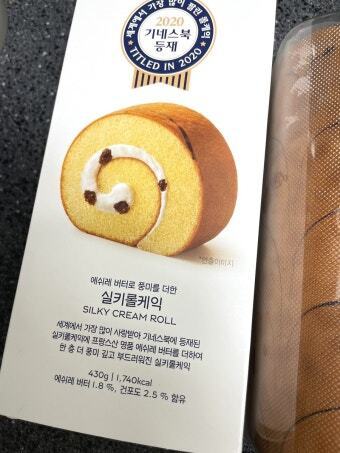 세계에서 가장 많이 팔린 롤케익
2020
기네스북
등재
TITLED IN 2020
*연출이미지
에쉬레 버터로 풍미를 더한
실키롤케익
SILKY CREAM ROLL
세계에서 가장 많이 사랑받아 기네스북에 등재된
실키롤케익에 프랑스산 명품 에쉬레 버터를 더하여
한 층 더 풍미 깊고 부드러워진 실키롤케익
430g | 1,740kcal
에쉬레 버터 1.8 %, 건포도 2.5 % 함유